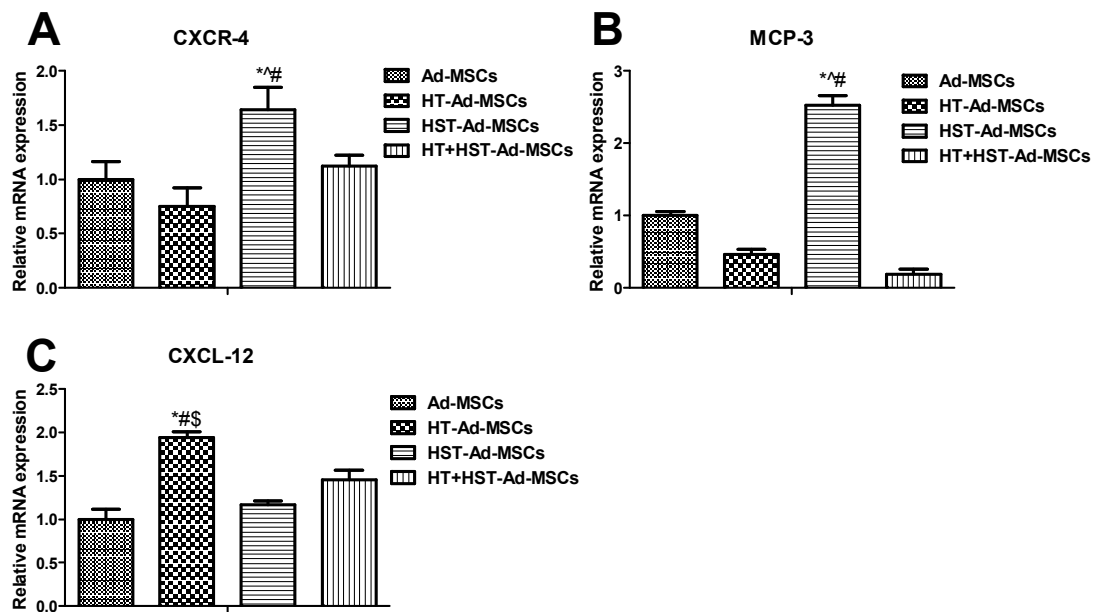 A
CXCR-4
Relative mRNA expression
2.0
1.5
1.0
0.5
0.0
*^#
Ad-MSCs
HT-Ad-MSCs
HST-Ad-MSCs
HT+HST-Ad-MSCs
B
MCP-3
Relative mRNA expression
3
2
1
0
*^#
Ad-MSCs
HT-Ad-MSCs
HST-Ad-MSCs
HT+HST-Ad-MSCs
C
CXCL-12
Relative mRNA expression
2.5
2.0
1.5
1.0
0.5
0.0
*#$
Ad-MSCs
HT-Ad-MSCs
HST-Ad-MSCs
HT+HST-Ad-MSCs